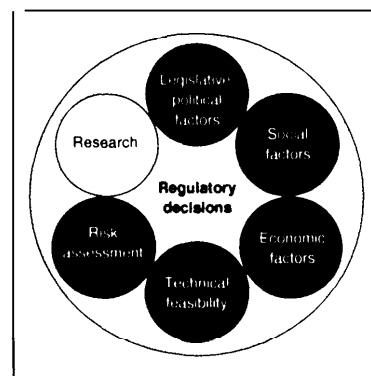 Legislative
political
factors
Research
Social
factors
Regulatory
decisions
Risk
assessment
Economic
factors
Technical
feasibility